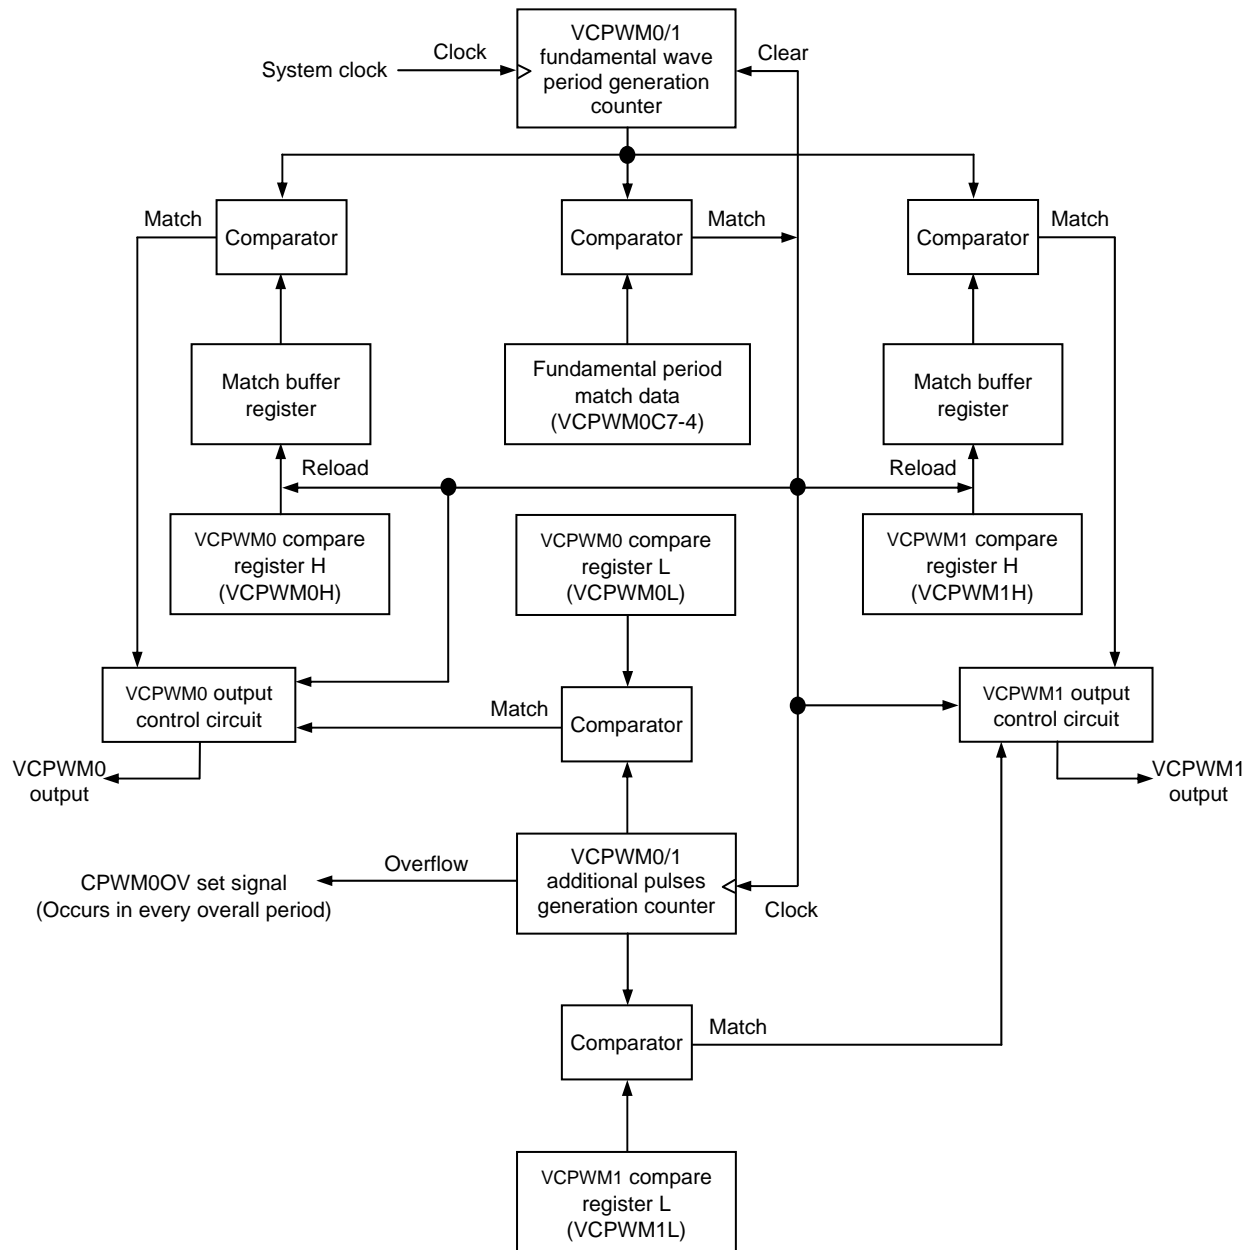 VCPWM0/1
fundamental wave
period generation
counter
Clock
Clear
System clock
Match
Comparator
Comparator
Match
Comparator
Match
Match buffer
register
Fundamental period
match data
(VCPWM0C7-4)
Match buffer
register
Reload
Reload
VCPWM0 compare
register H
(VCPWM0H)
VCPWM0 compare
register L
(VCPWM0L)
VCPWM1 compare
register H
(VCPWM1H)
VCPWM0 output
control circuit
Match
Comparator
VCPWM1 output
control circuit
VCPWM0
output
VCPWM1
output
Overflow
CPWM0OV set signal
(Occurs in every overall period)
VCPWM0/1
additional pulses
generation counter
Clock
Comparator
Match
VCPWM1 compare
register L
(VCPWM1L)